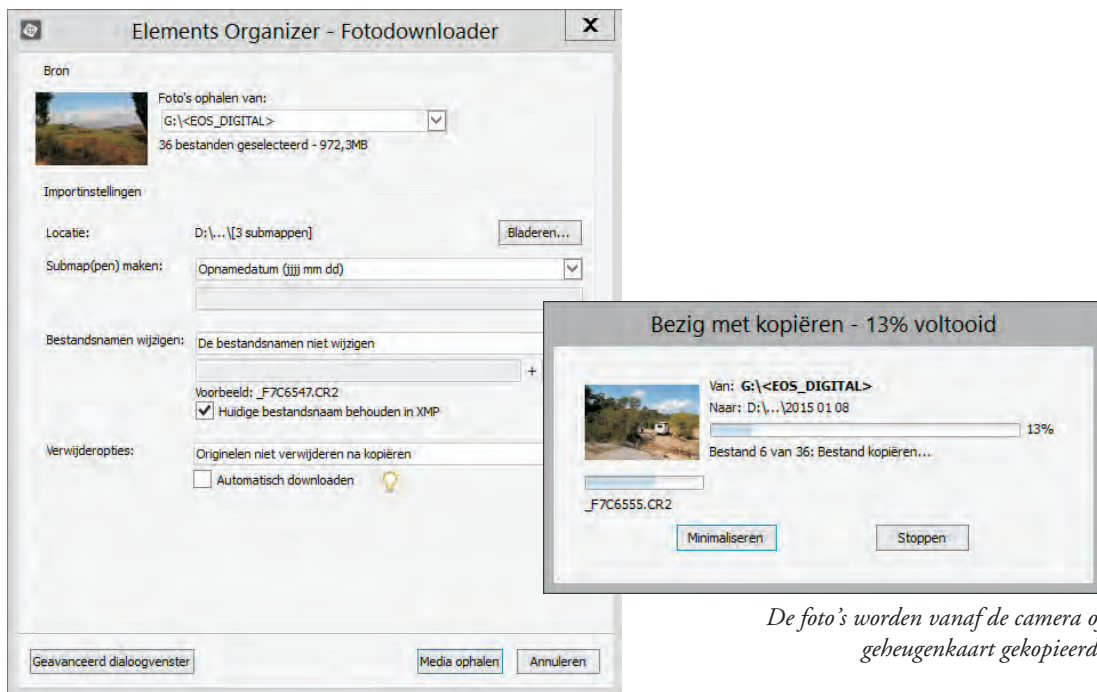 Elements Organizer - Fotodownloader
X
Bron
Foto's ophalen van:
G:\<EOS_DIGITAL>
36 bestanden geselecteerd - 972,3MB
Importinstellingen
Locatie:
D:\...\[3 submappen]
Bladeren...
Submap(pen) maken:
Opnamedatum (jjjj mm dd)
Bestandsnamen wijzigen:
De bestandsnamen niet wijzigen
+
Voorbeeld: _F7C6547.CR2
Huidige bestandsnaam behouden in XMP
Verwijderopties:
Originelen niet verwijderen na kopiëren
Automatisch downloaden
Geavanceerd dialoogvenster
Media ophalen
Annuleren
Bezig met kopiëren - 13% voltooid
Van: G:\<EOS_DIGITAL>
Naar: D:\...\2015 01 08
13%
Bestand 6 van 36: Bestand kopiëren...
_F7C6555.CR2
Minimaliseren
Stoppen
De foto's worden vanaf de camera
geheugenkaart gekopieerd